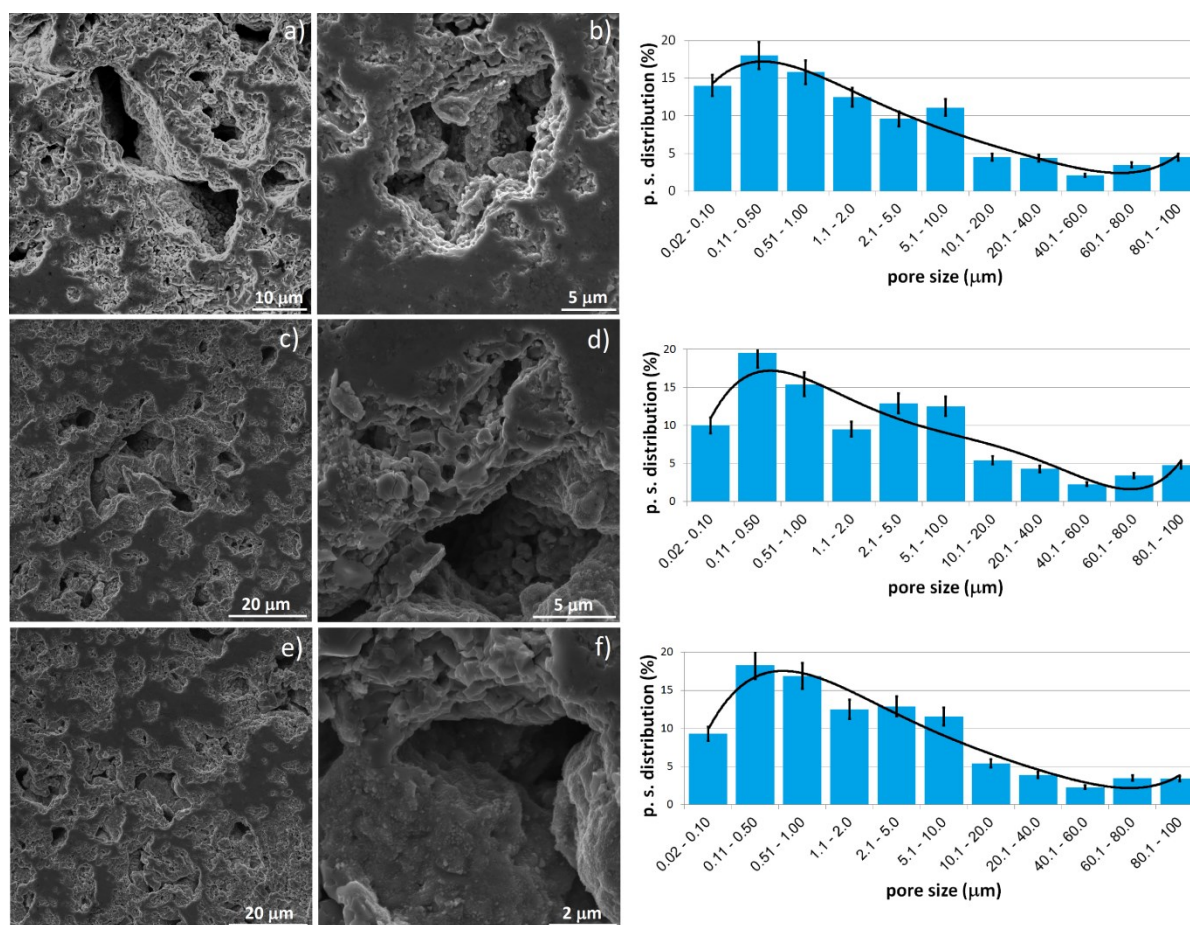 a)
10 μm
b)
5 μm
p. s. distribution (%)
20
15
10
5
0
0.02 – 0.10
0.11 - 0.50
0.51 - 1.00
1.1 - 2.0
2.1 - 5.0
5.1 - 10.0
10.1 - 20.0
20.1 - 40.0
40.1 - 60.0
60.1 - 80.0
80.1 - 100
pore size (μm)
c)
20 μm
d)
5 μm
p. s. distribution (%)
20
15
10
5
0
0.02 – 0.10
0.11 - 0.50
0.51 - 1.00
1.1 - 2.0
2.1 - 5.0
5.1 - 10.0
10.1 - 20.0
20.1 - 40.0
40.1 - 60.0
60.1 - 80.0
80.1 - 100
pore size (μm)
e)
20 μm
f)
2 μm
p. s. distribution (%)
20
15
10
5
0
0.02 – 0.10
0.11 - 0.50
0.51 - 1.00
1.1 - 2.0
2.1 - 5.0
5.1 - 10.0
10.1 - 20.0
20.1 - 40.0
40.1 - 60.0
60.1 - 80.0
80.1 - 100
pore size (μm)